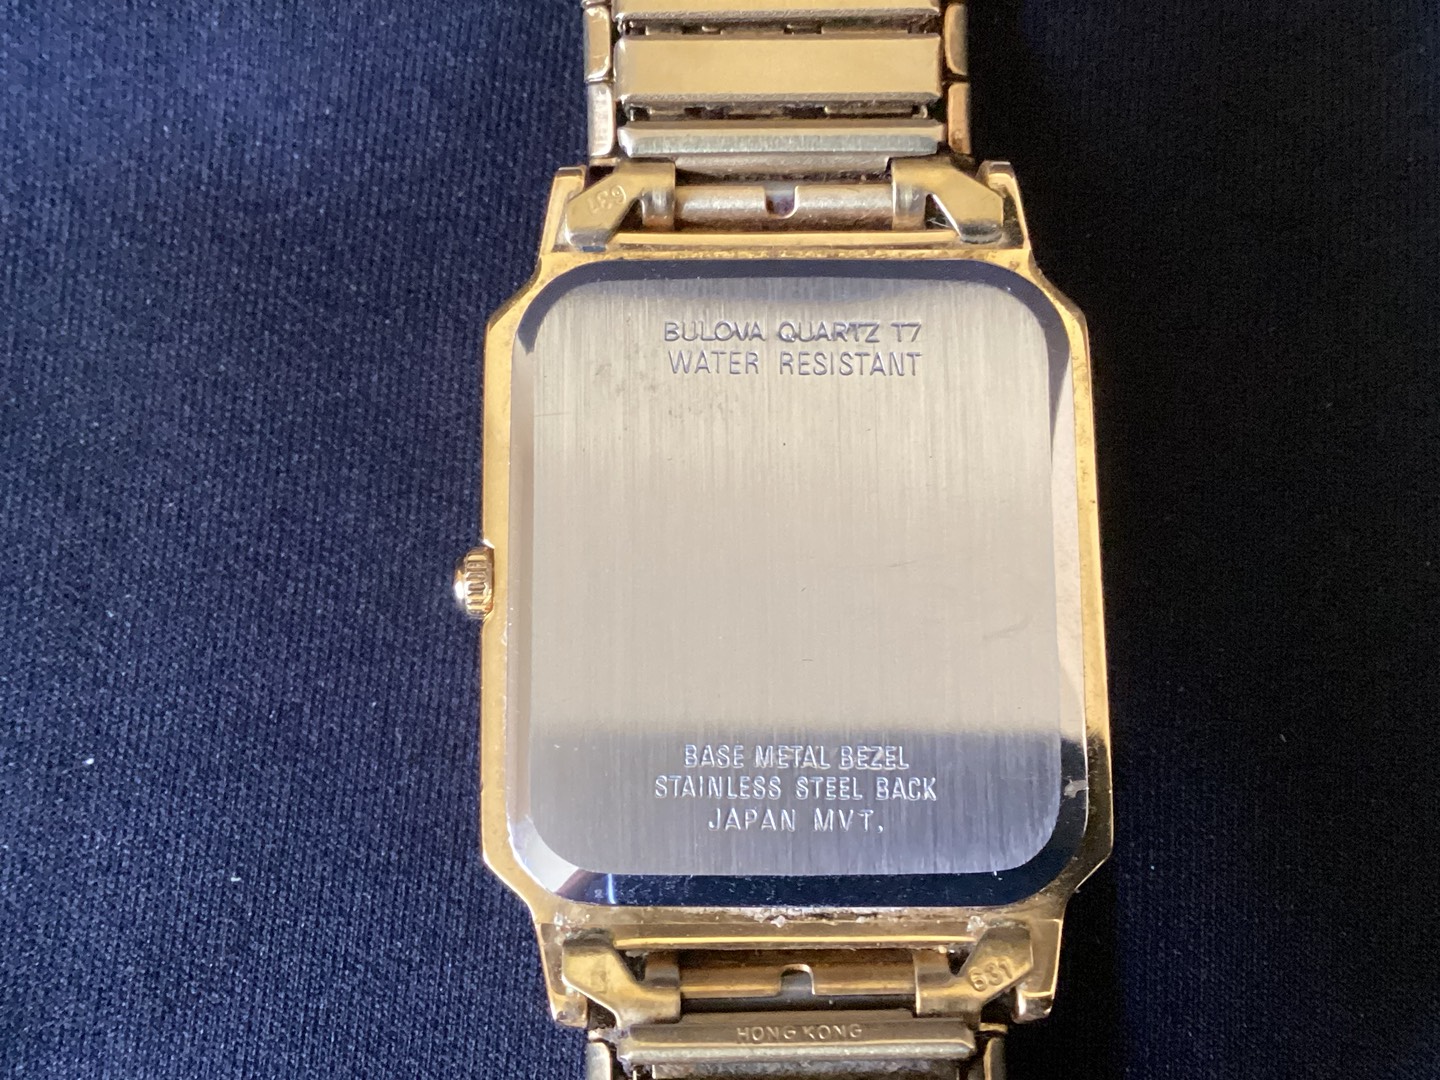 631
BULOVA QUARTZ T7
WATER RESISTANT
BASE METAL BEZEL
STAINLESS STEEL BACK
JAPAN MVT.
631
HONG KONG